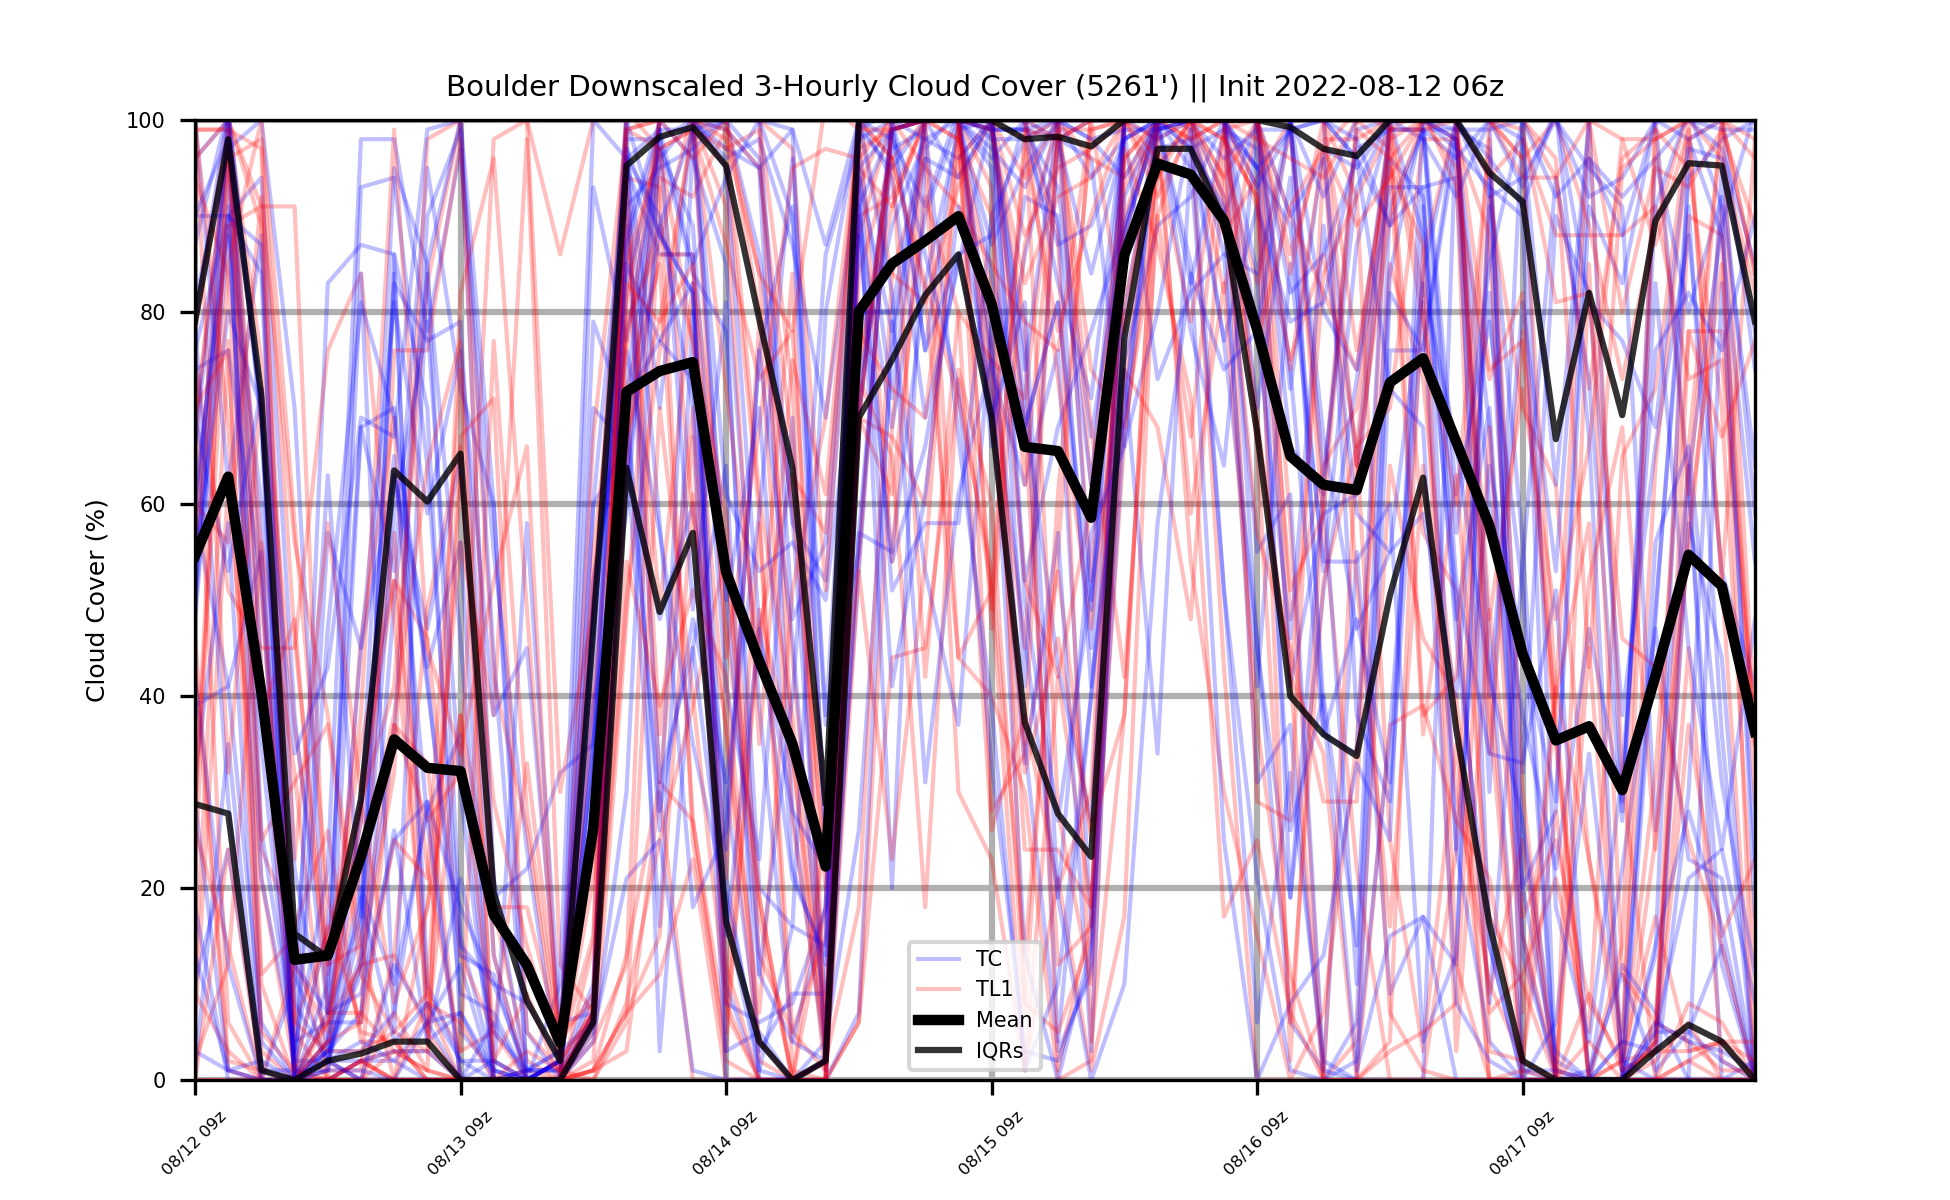 Boulder Downscaled 3-Hourly Cloud Cover (5261') || Init 2022-08-12 06z
Cloud Cover (%)
100
80
60
40
20
0
TC
TL1
Mean
IQRs
08/12 09z
08/13 09z
08/14 09z
08/15 09z
08/16 09z
08/17 09z